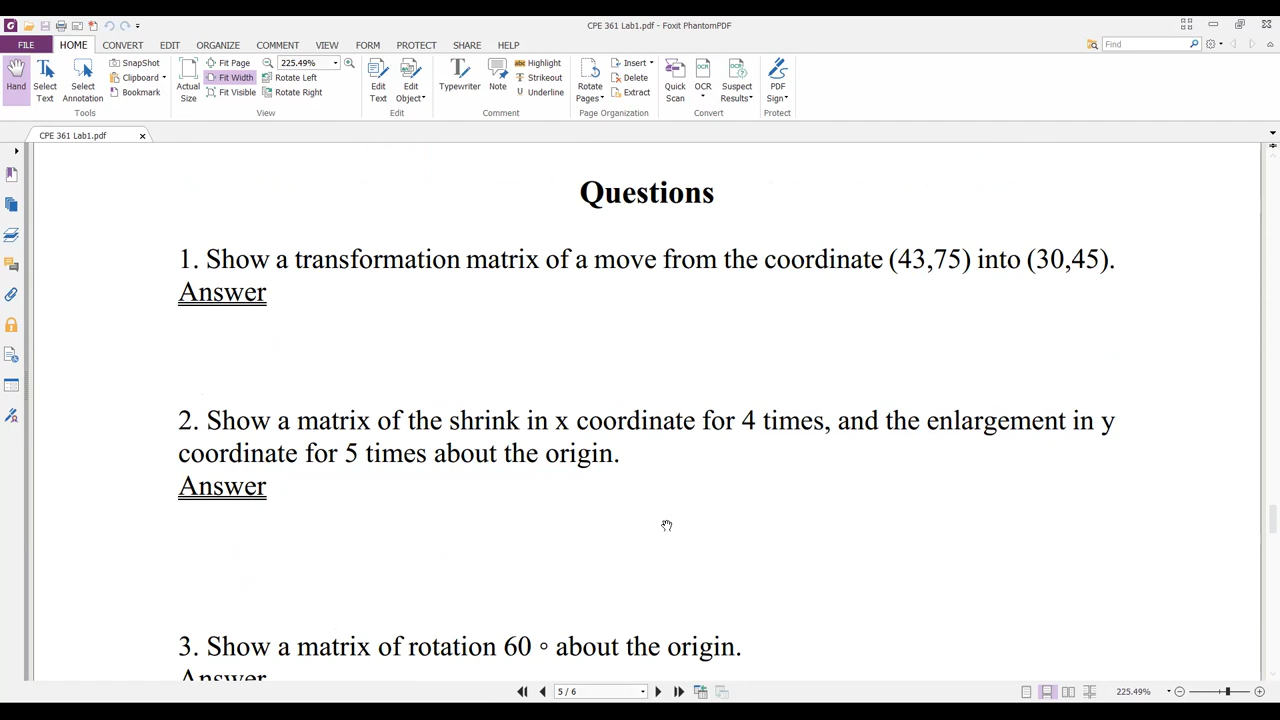 CPE 361 Lab1.pdf - Foxit PhantomPDF
FILE HOME CONVERT EDIT ORGANIZE COMMENT VIEW FORM PROTECT SHARE HELP
Find
Hand
Select Text
SnapShot
Clipboard
Bookmark
Select Annotation
Tools
Actual Size
Fit Page
Fit Width
Fit Visible
225.49%
Rotate Left
Rotate Right
View
Edit Text
Edit Object
Edit
Typewriter
Note
Highlight
Strikeout
Underline
Comment
Rotate Pages
Insert
Delete
Extract
Page Organization
Quick Scan
OCR
Suspect Results
Convert
PDF Sign
Protect
CPE 361 Lab1.pdf
Questions
1. Show a transformation matrix of a move from the coordinate (43,75) into (30,45).
Answer
2. Show a matrix of the shrink in x coordinate for 4 times, and the enlargement in y
coordinate for 5 times about the origin.
Answer
3. Show a matrix of rotation 60 ∘ about the origin.
Answer
5 / 6
225.49%